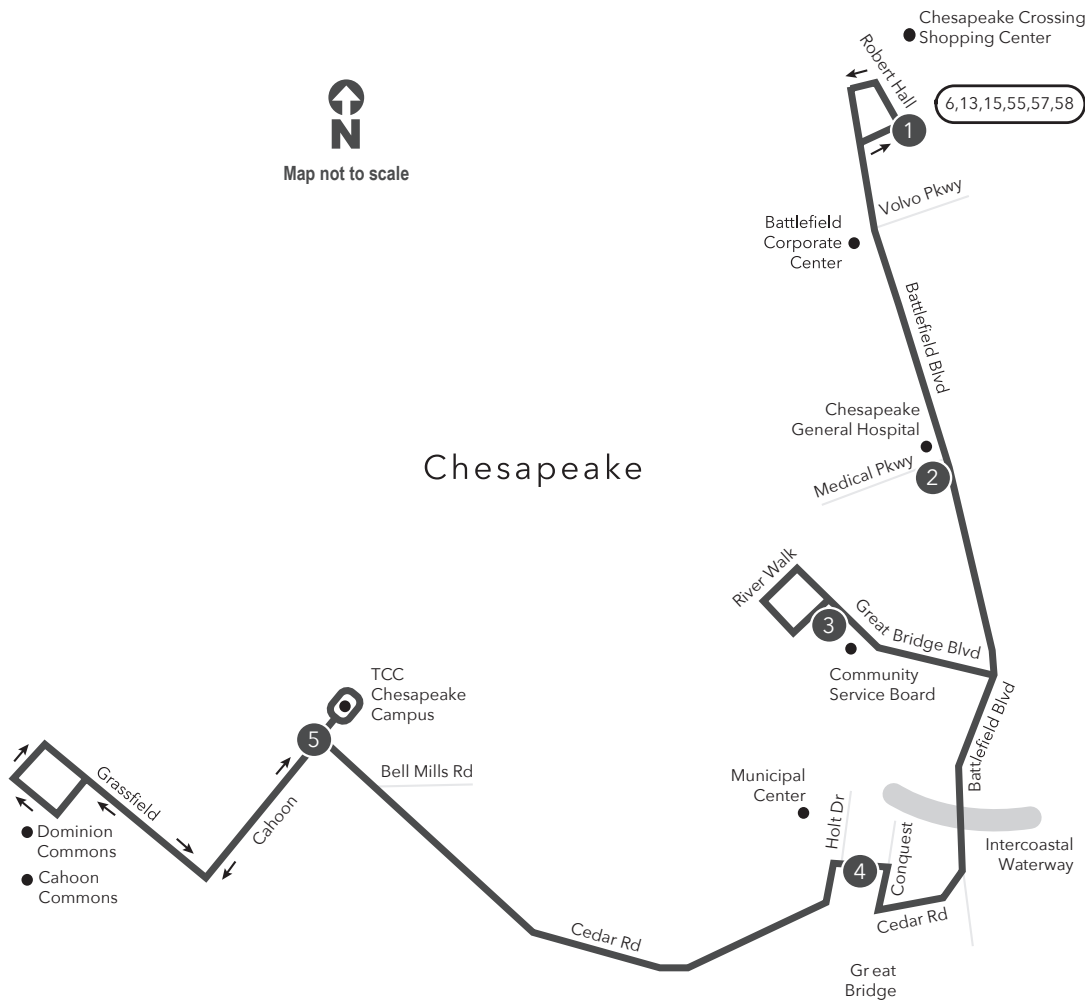 Chesapeake Crossing
Shopping Center
Robert Hall
6,13,15,55,57,58
1
N
Map not to scale
Volvo Pkwy
Battlefield
Corporate
Center
Battlefield Blvd
Chesapeake
General Hospital
Chesapeake
Medical Pkwy
2
River Walk
Great Bridge Blvd
3
Community
Service Board
TCC
Chesapeake
Campus
5
Battlefield Blvd
Bell Mills Rd
Grassfield
Cahoon
Municipal
Center
Holt Dr
Conquest
Intercoastal
Waterway
Dominion
Commons
Cahoon
Commons
4
Cedar Rd
Cedar Rd
Great
Bridge